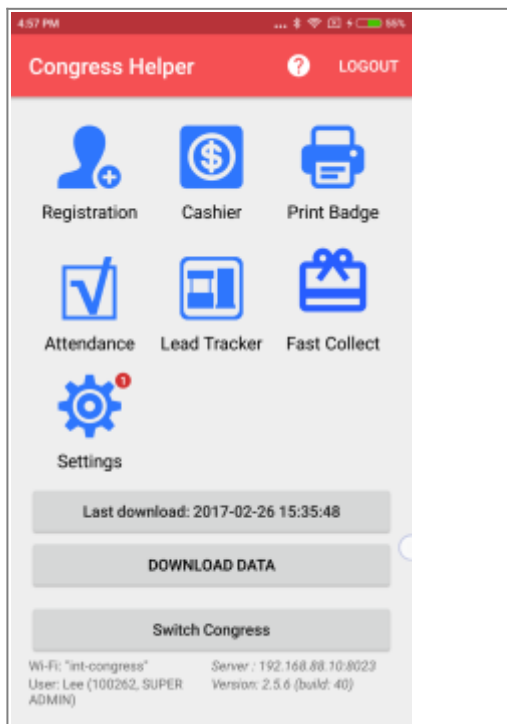 4:57 PM ... 55%
Congress Helper ? LOGOUT
Registration Cashier Print Badge
Attendance Lead Tracker Fast Collect
1
Settings
Last download: 2017-02-26 15:35:48
DOWNLOAD DATA
Switch Congress
Wi-Fi: "int-congress" Server : 192.168.88.10:8023
User: Lee (100262, SUPER Version: 2.5.6 (build: 40)
ADMIN)